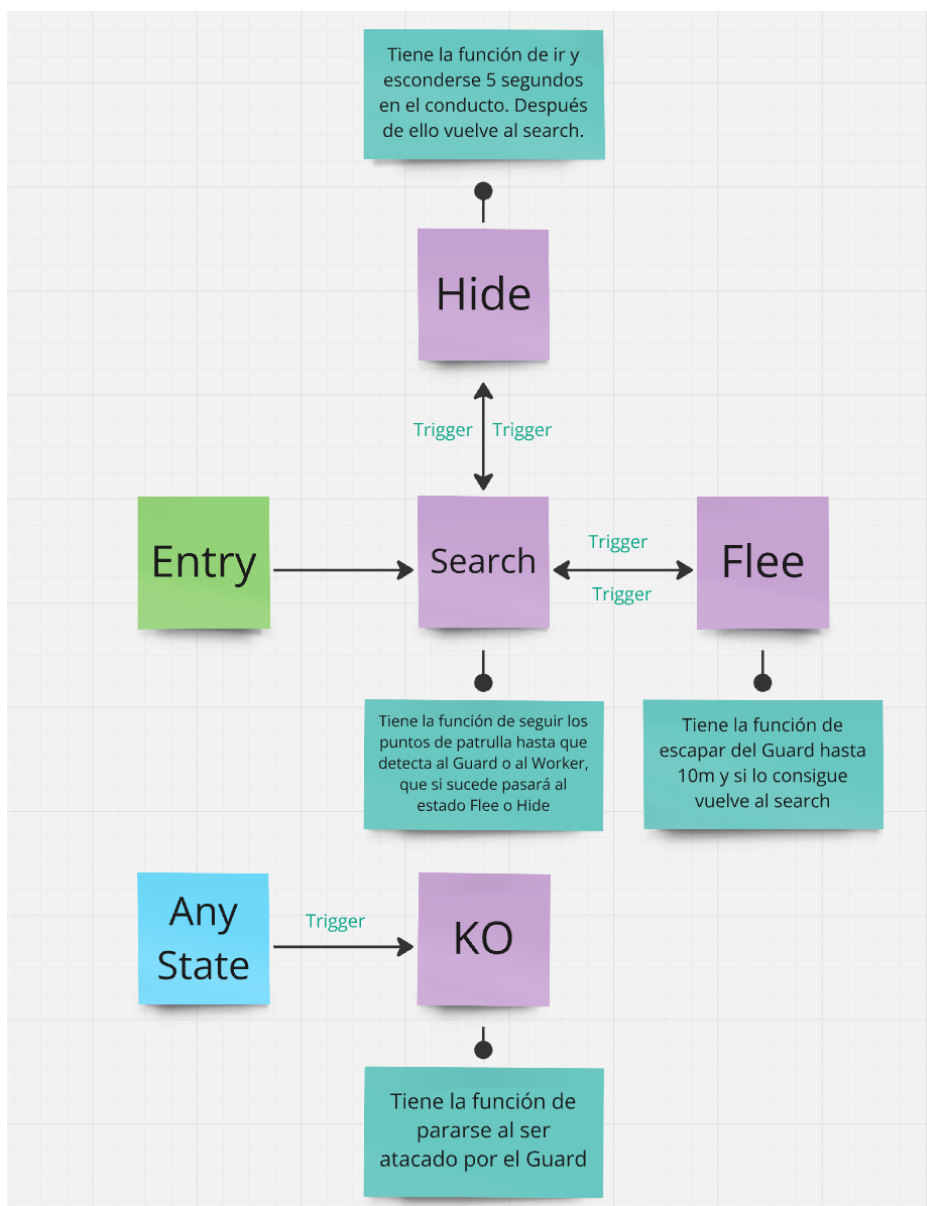 Tiene la función de ir y
esconderse 5 segundos
en el conducto. Después
de ello vuelve al search.
Hide
Trigger Trigger
Entry
Search
Trigger
Trigger
Flee
Tiene la función de seguir los
puntos de patrulla hasta que
detecta al Guard o al Worker,
que si sucede pasará al
estado Flee o Hide
Tiene la función de
escapar del Guard hasta
10m y si lo consigue
vuelve al search
Any
State
Trigger
KO
Tiene la función de
pararse al ser
atacado por el Guard